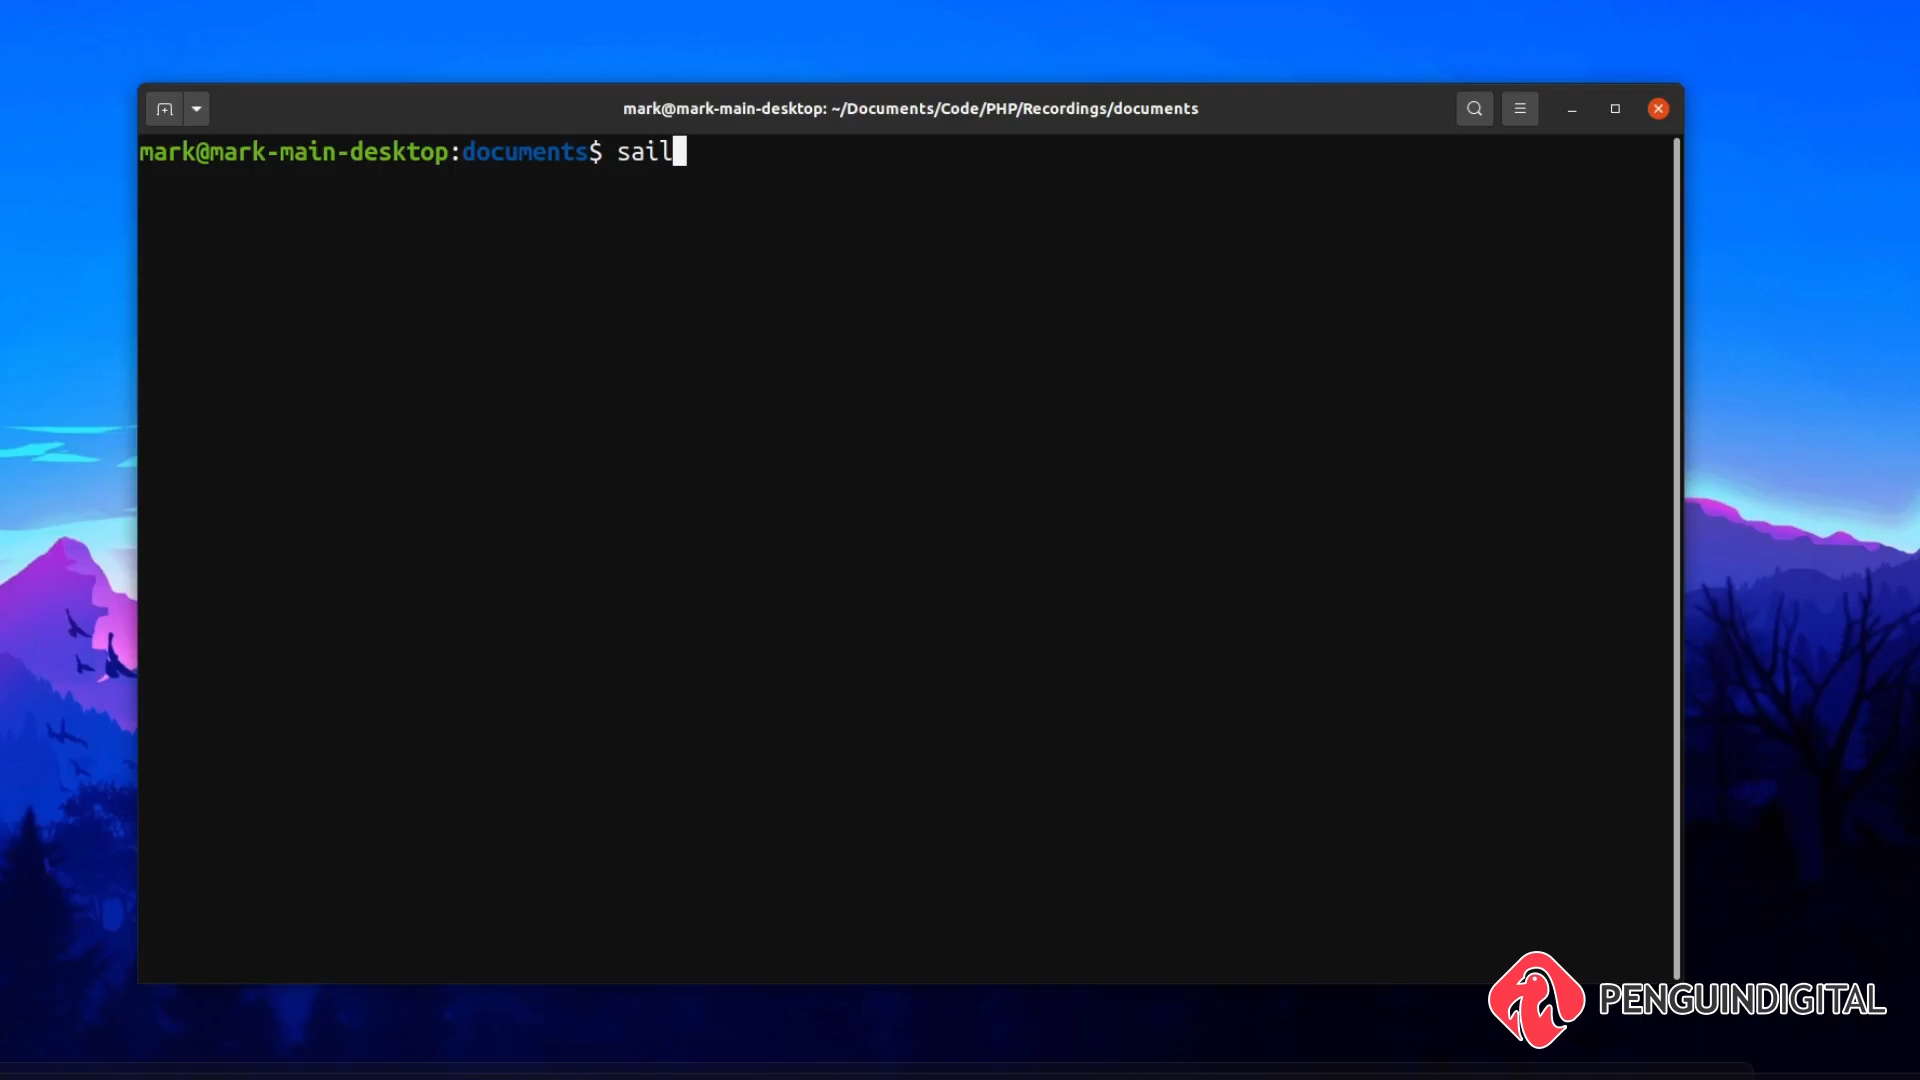 mark@mark-main-desktop: ~/Documents/Code/PHP/Recordings/documents
mark@mark-main-desktop:documents$ sail
PENGUINDIGITAL